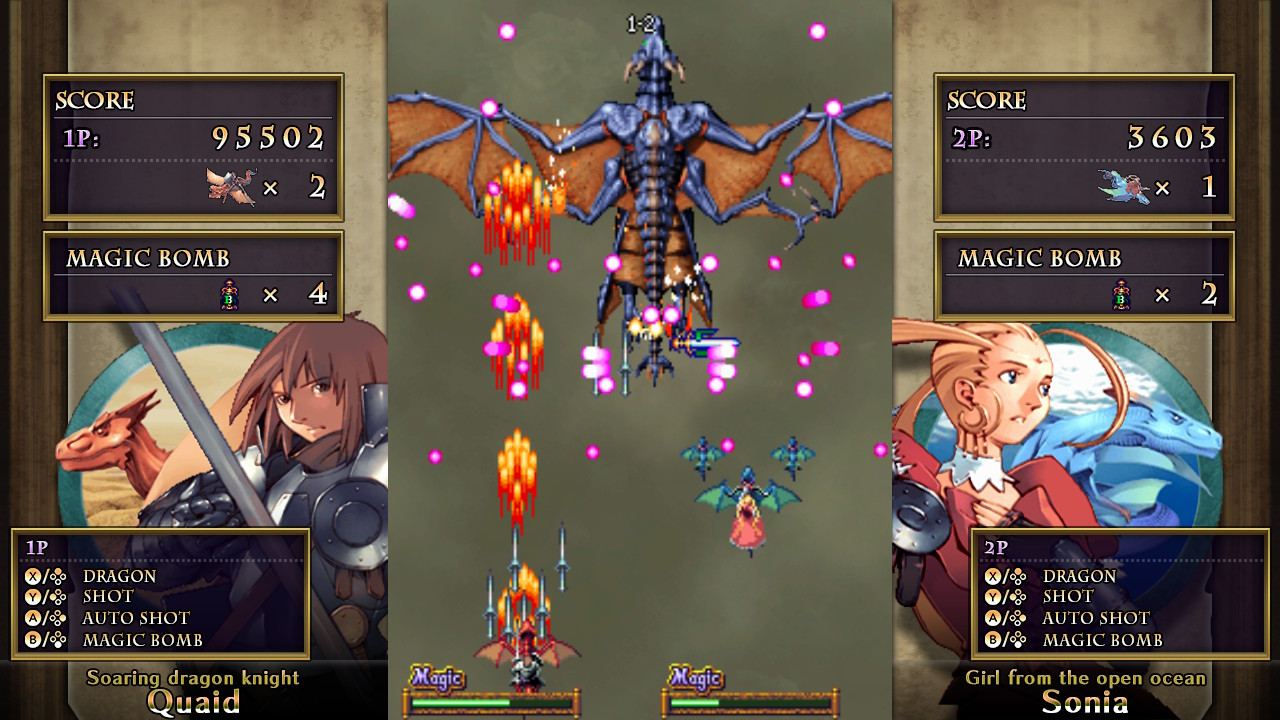 SCORE
1P: 95502
× 2
MAGIC BOMB
B × 4
1P
X/ DRAGON
Y/ SHOT
A/ AUTO SHOT
B/ MAGIC BOMB
Soaring dragon knight
Quaid
1-2
Magic
Magic
SCORE
2P: 3603
× 1
MAGIC BOMB
B × 2
2P
X/ DRAGON
Y/ SHOT
A/ AUTO SHOT
B/ MAGIC BOMB
Girl from the open ocean
Sonia